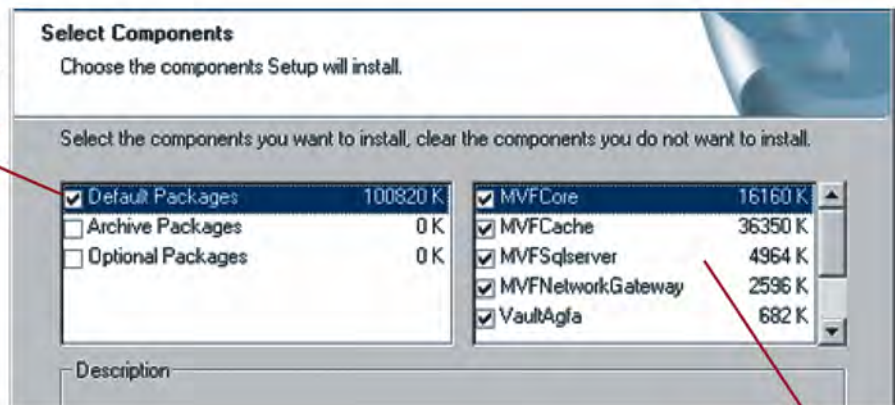 Select Components
Choose the components Setup will install.
Select the components you want to install, clear the components you do not want to install.
Default Packages 100820 K
Archive Packages 0 K
Optional Packages 0 K
MVFCore 16160 K
MVFCache 36350 K
MVFSqlserver 4964 K
MVFNetworkGateway 2596 K
VaultAgfa 682 K
Description